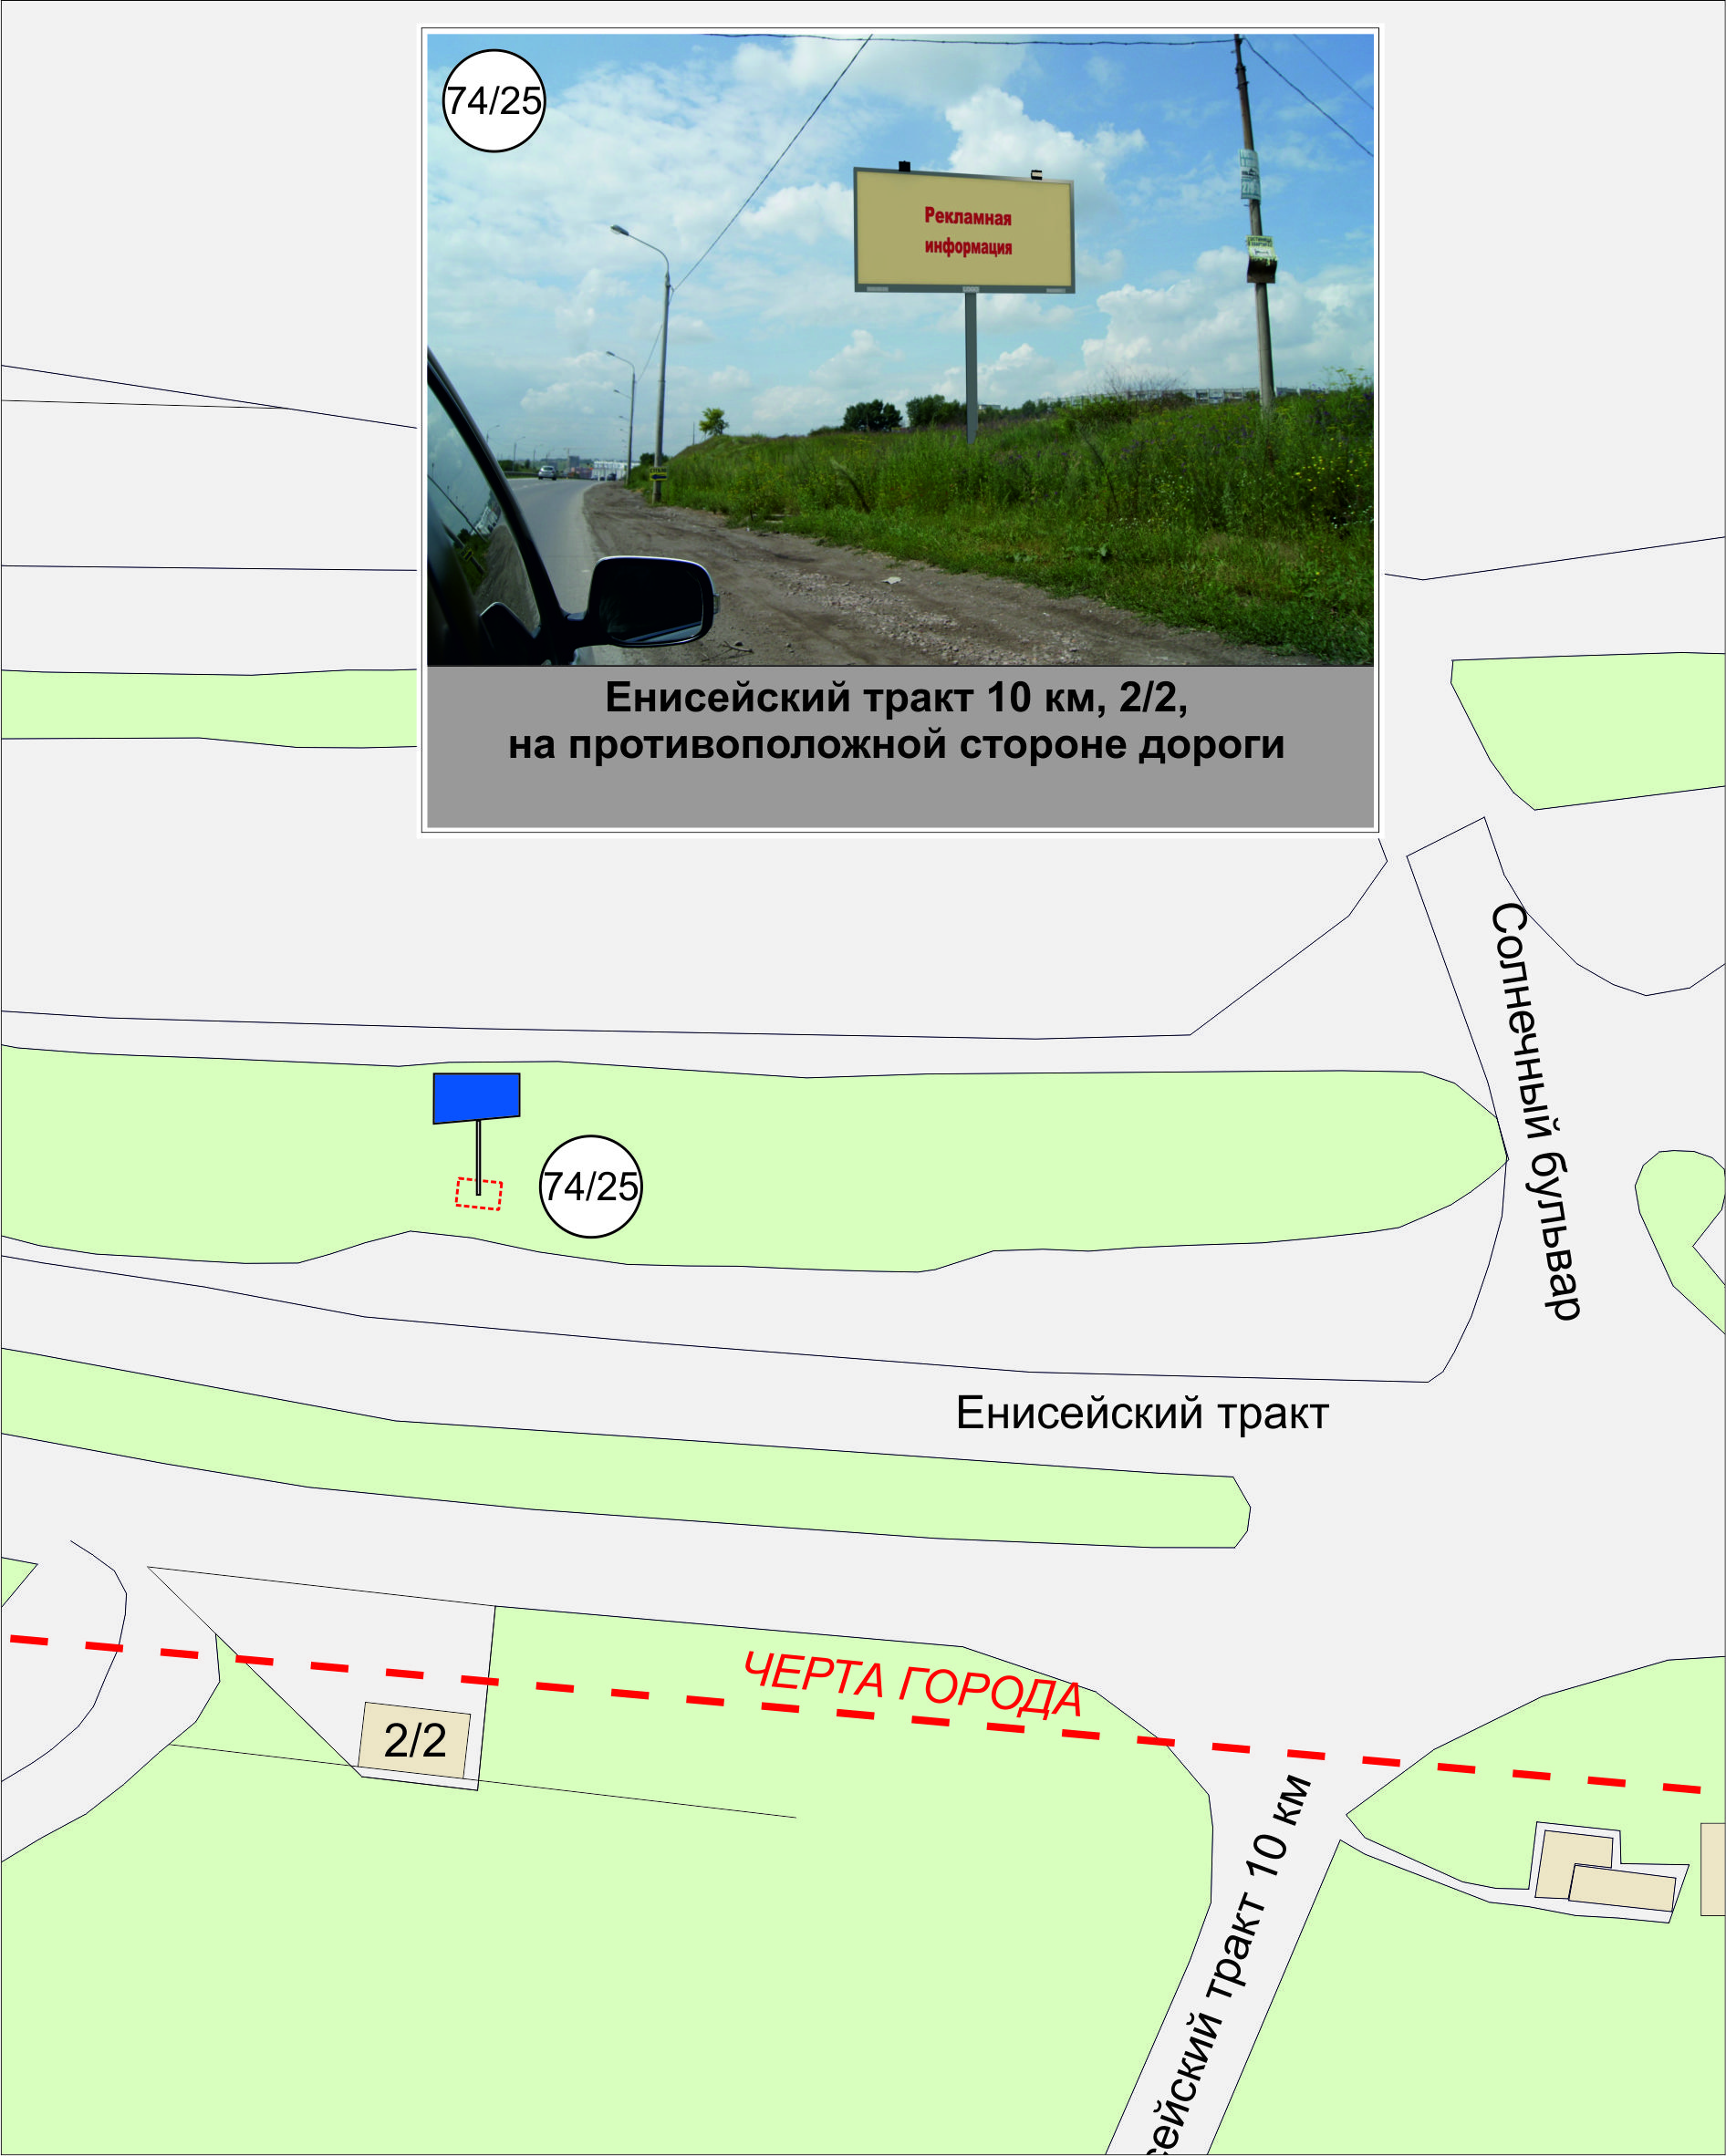 74/25
Рекламная
информация
Енисейский тракт 10 км, 2/2,
на противоположной стороне дороги
Солнечный бульвар
74/25
Енисейский тракт
ЧЕРТА ГОРОДА
2/2
сейский тракт 10 км